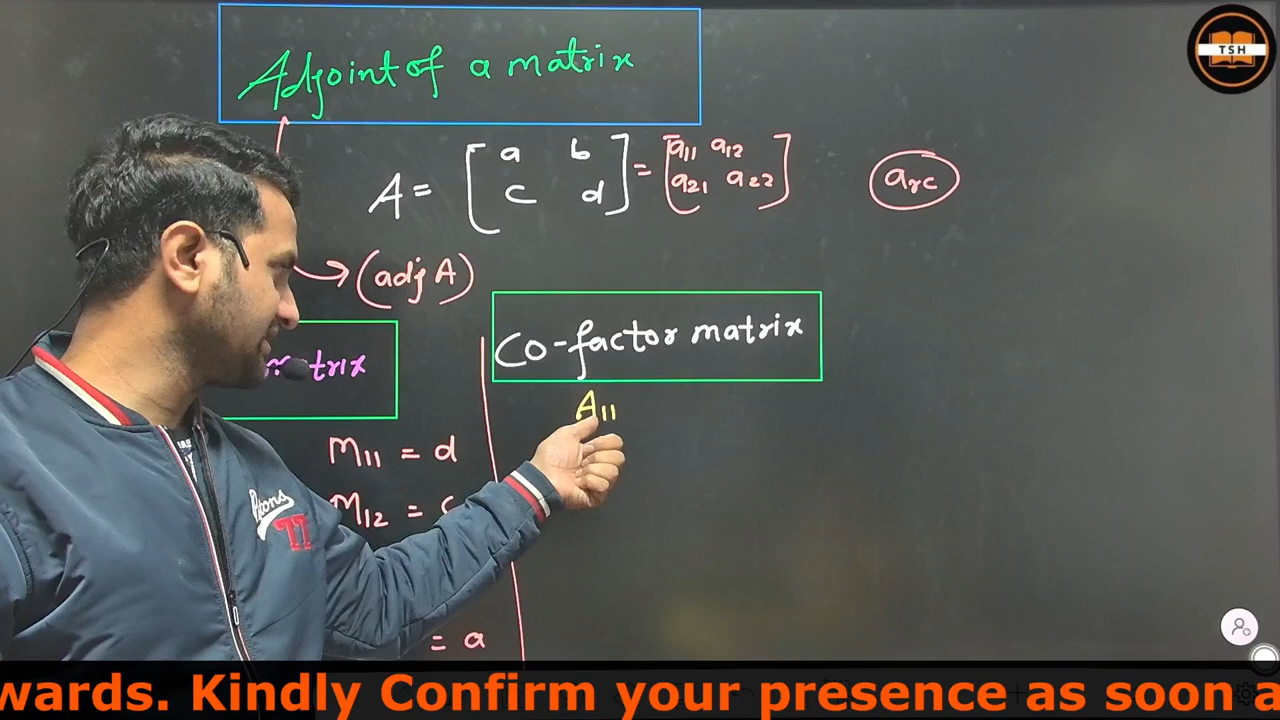 Adjoint of a matrix
TSH
A = [ a b
c d ] = [ a11 a12
a21 a22 ]
arc
(adj A)
Co-factor matrix
trix
A11
M11 = d
M12 = c
= a
77
wards. Kindly Confirm your presence as soon a